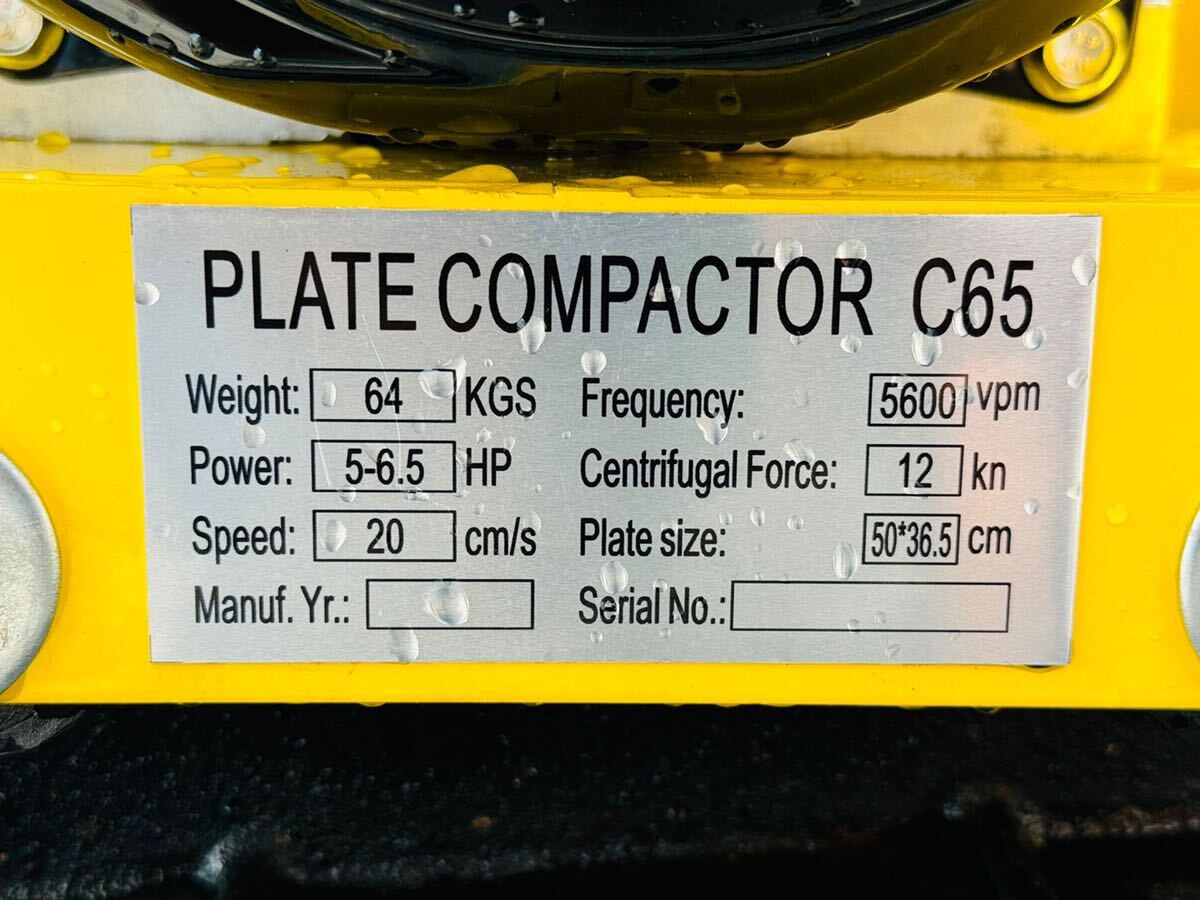 PLATE COMPACTOR C65
Weight: 64 KGS Frequency: 5600 vpm
Power: 5-6.5 HP Centrifugal Force: 12 kn
Speed: 20 cm/s Plate size: 50*36.5 cm
Manuf. Yr.: Serial No.: